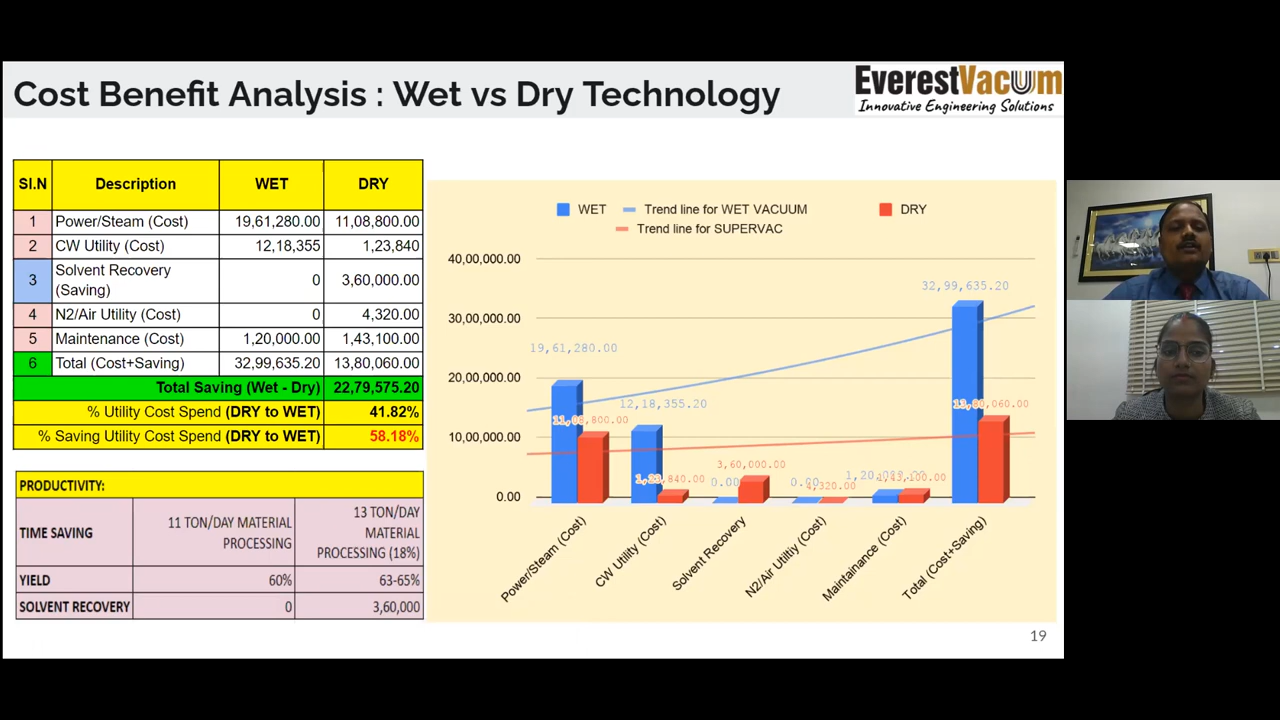 Cost Benefit Analysis : Wet vs Dry Technology
EverestVacuum
Innovative Engineering Solutions
SI.N Description WET DRY
1 Power/Steam (Cost) 19,61,280.00 11,08,800.00
2 CW Utility (Cost) 12,18,355 1,23,840
3 Solvent Recovery (Saving) 0 3,60,000.00
4 N2/Air Utility (Cost) 0 4,320.00
5 Maintenance (Cost) 1,20,000.00 1,43,100.00
6 Total (Cost+Saving) 32,99,635.20 13,80,060.00
Total Saving (Wet - Dry) 22,79,575.20
% Utility Cost Spend (DRY to WET) 41.82%
% Saving Utility Cost Spend (DRY to WET) 58.18%
PRODUCTIVITY:
TIME SAVING 11 TON/DAY MATERIAL PROCESSING 13 TON/DAY MATERIAL PROCESSING (18%)
YIELD 60% 63-65%
SOLVENT RECOVERY 0 3,60,000
WET Trend line for WET VACUUM DRY
Trend line for SUPERVAC
40,00,000.00
30,00,000.00
20,00,000.00
10,00,000.00
0.00
19,61,280.00
11,08,800.00
12,18,355.20
1,23,840.00
0.00
3,60,000.00
0.00
4,320.00
1,43,100.00
32,99,635.20
13,80,060.00
Power/Steam (Cost)
CW Utility (Cost)
Solvent Recovery
N2/Air Utiltiy (Cost)
Maintainance (Cost)
Total (Cost+Saving)
19